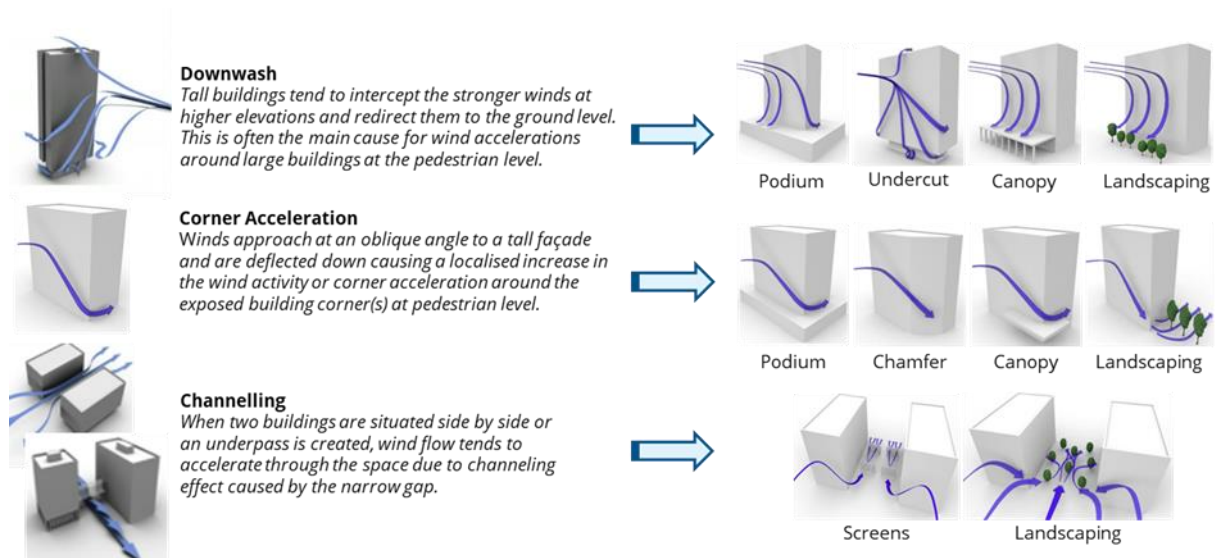 Downwash
Tall buildings tend to intercept the stronger winds at
higher elevations and redirect them to the ground level.
This is often the main cause for wind accelerations
around large buildings at the pedestrian level.
Podium
Undercut
Canopy
Landscaping
Corner Acceleration
Winds approach at an oblique angle to a tall façade
and are deflected down causing a localised increase in
the wind activity or corner acceleration around the
exposed building corner(s) at pedestrian level.
Podium
Chamfer
Canopy
Landscaping
Channelling
When two buildings are situated side by side or
an underpass is created, wind flow tends to
accelerate through the space due to channeling
effect caused by the narrow gap.
Screens
Landscaping